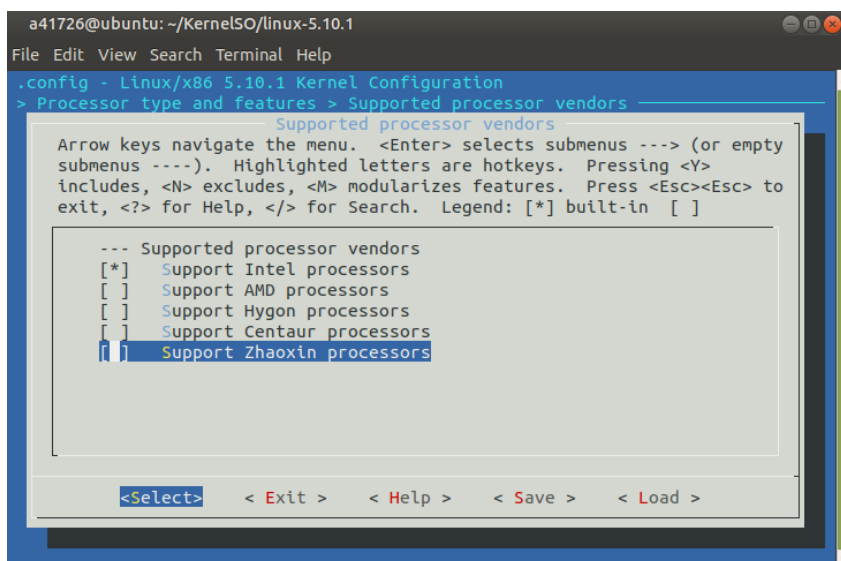 a41726@ubuntu: ~/KernelSO/linux-5.10.1
File Edit View Search Terminal Help
.config - Linux/x86 5.10.1 Kernel Configuration
> Processor type and features > Supported processor vendors
Supported processor vendors
Arrow keys navigate the menu. <Enter> selects submenus ---> (or empty
submenus ----). Highlighted letters are hotkeys. Pressing <Y>
includes, <N> excludes, <M> modularizes features. Press <Esc><Esc> to
exit, <?> for Help, </> for Search. Legend: [*] built-in [ ]
--- Supported processor vendors
[*] Support Intel processors
[ ] Support AMD processors
[ ] Support Hygon processors
[ ] Support Centaur processors
[ ] Support Zhaoxin processors
<Select> < Exit > < Help > < Save > < Load >